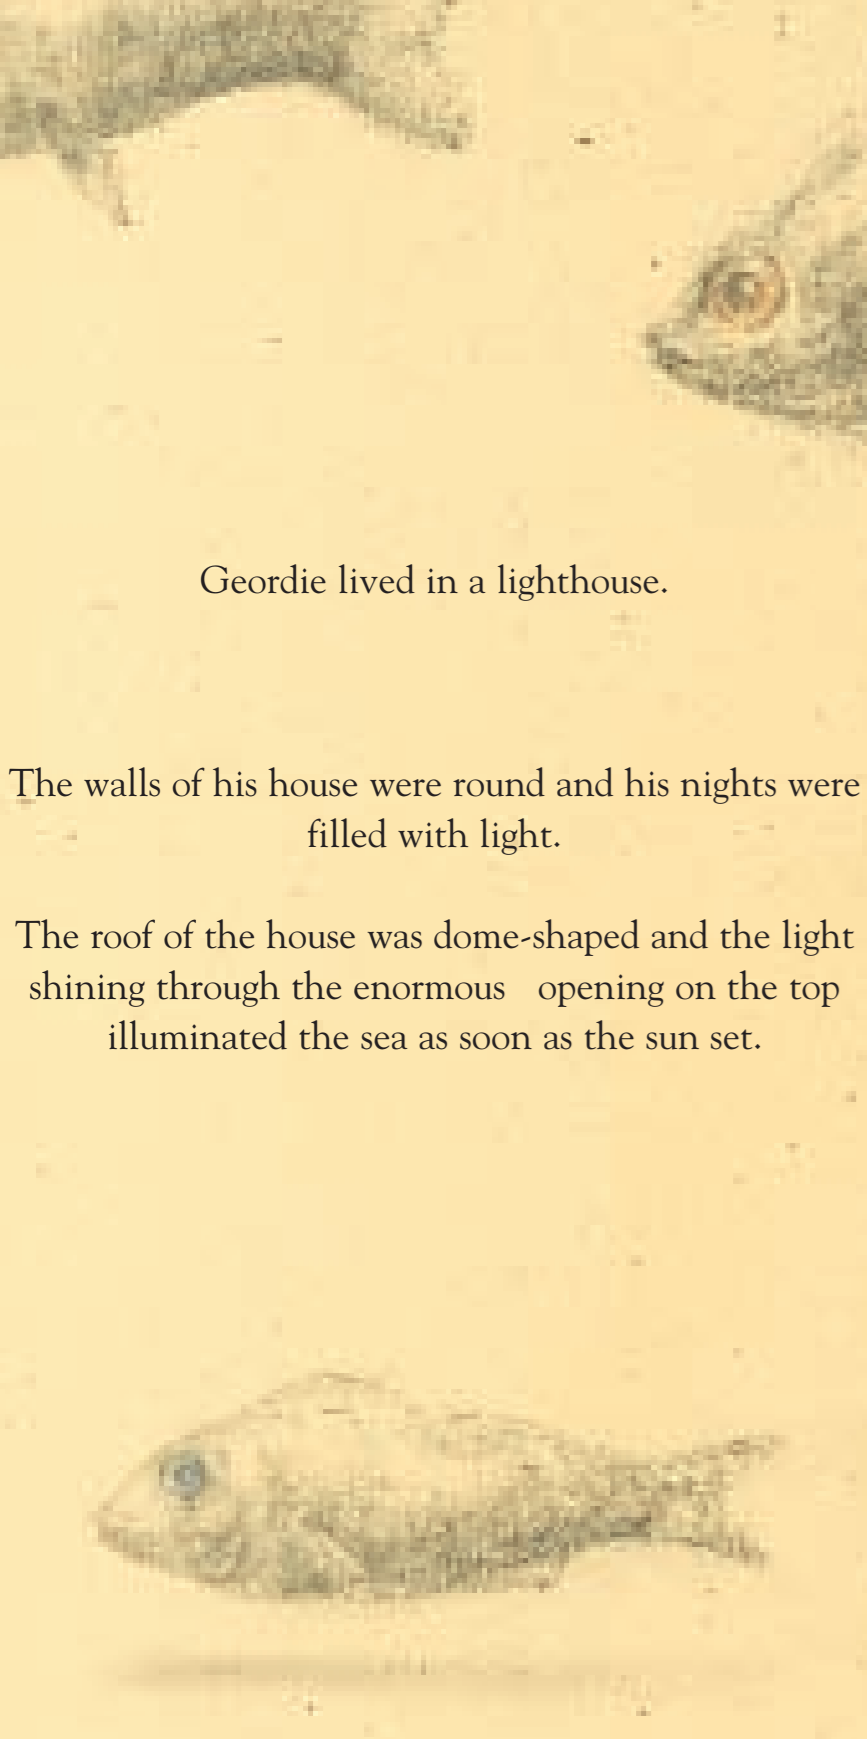 Geordie lived in a lighthouse.
The walls of his house were round and his nights were
filled with light.
The roof of the house was dome-shaped and the light
shining through the enormous   opening on the top
illuminated the sea as soon as the sun set.